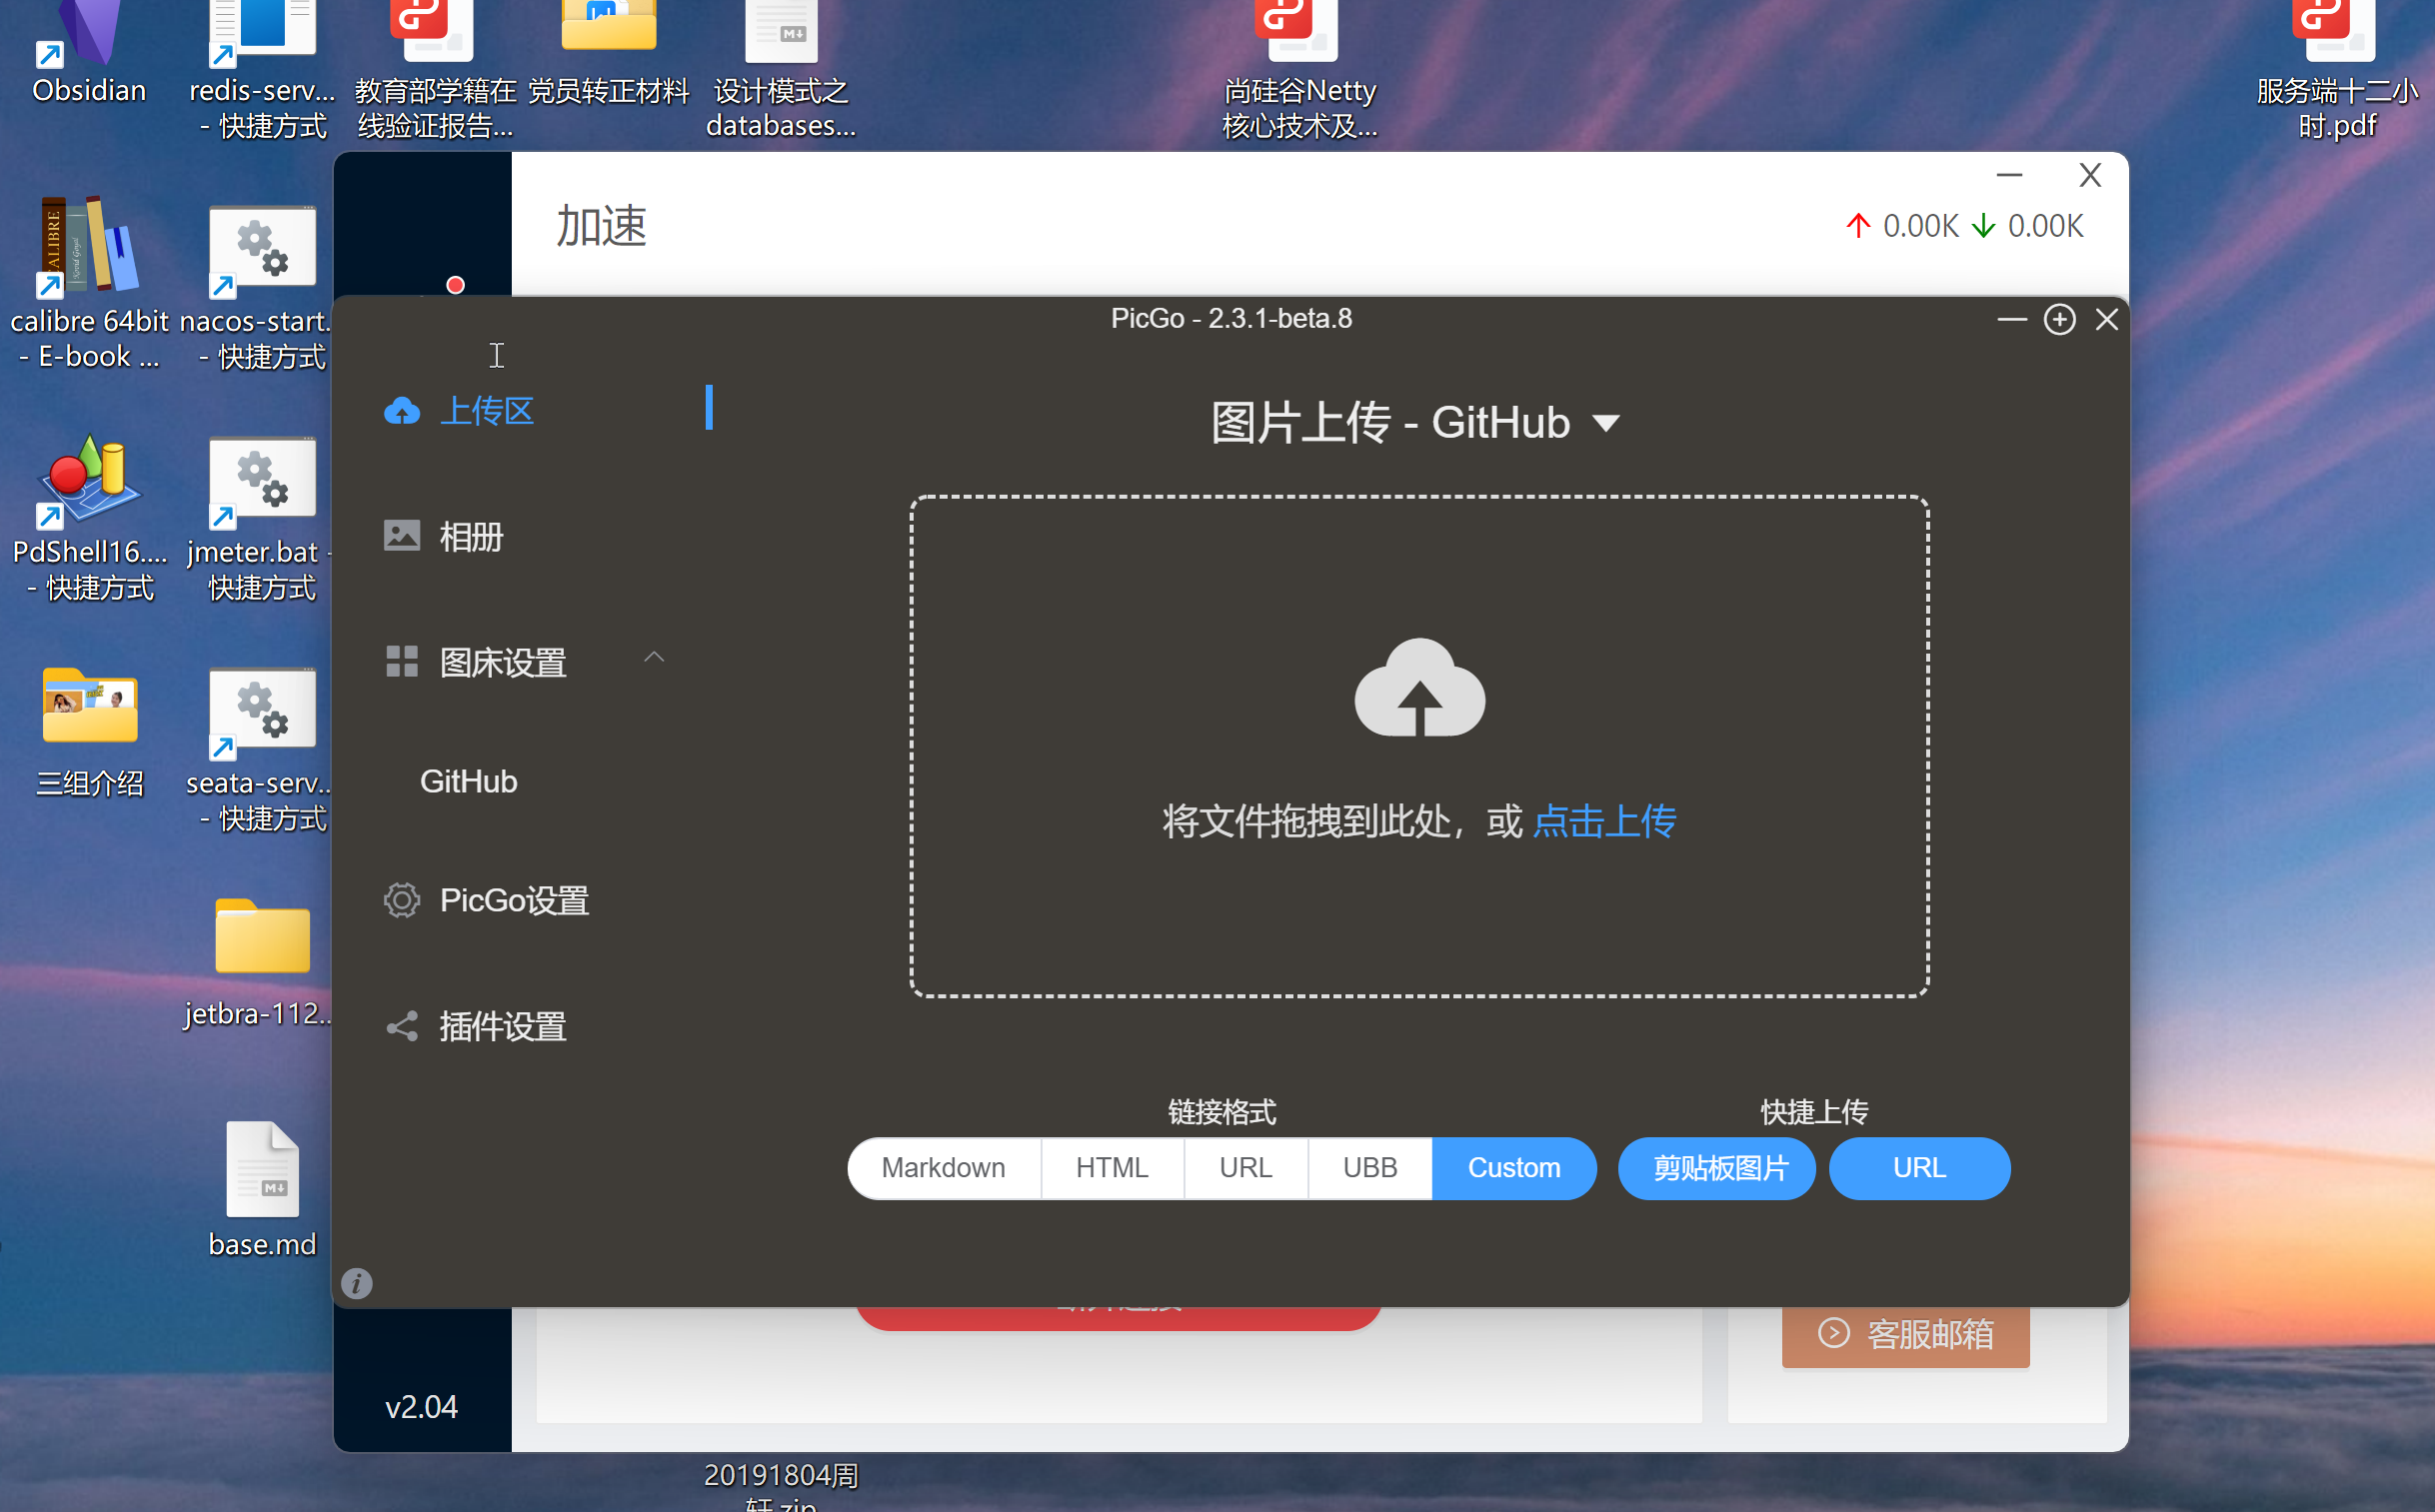 Obsidian
redis-serv...
- 快捷方式
教育部学籍在
线验证报告...
党员转正材料
设计模式之
databases...
尚硅谷Netty
核心技术及...
服务端十二小
时.pdf
calibre 64bit
- E-book ...
nacos-start.
- 快捷方式
PdShell16....
- 快捷方式
jmeter.bat -
快捷方式
三组介绍
seata-serv..
- 快捷方式
jetbra-112..
base.md
加速
0.00K 0.00K
PicGo - 2.3.1-beta.8
上传区
相册
图床设置
GitHub
PicGo设置
插件设置
图片上传 - GitHub
将文件拖拽到此处，或 点击上传
链接格式
快捷上传
Markdown
HTML
URL
UBB
Custom
剪贴板图片
URL
客服邮箱
v2.04
20191804周
轩.zip